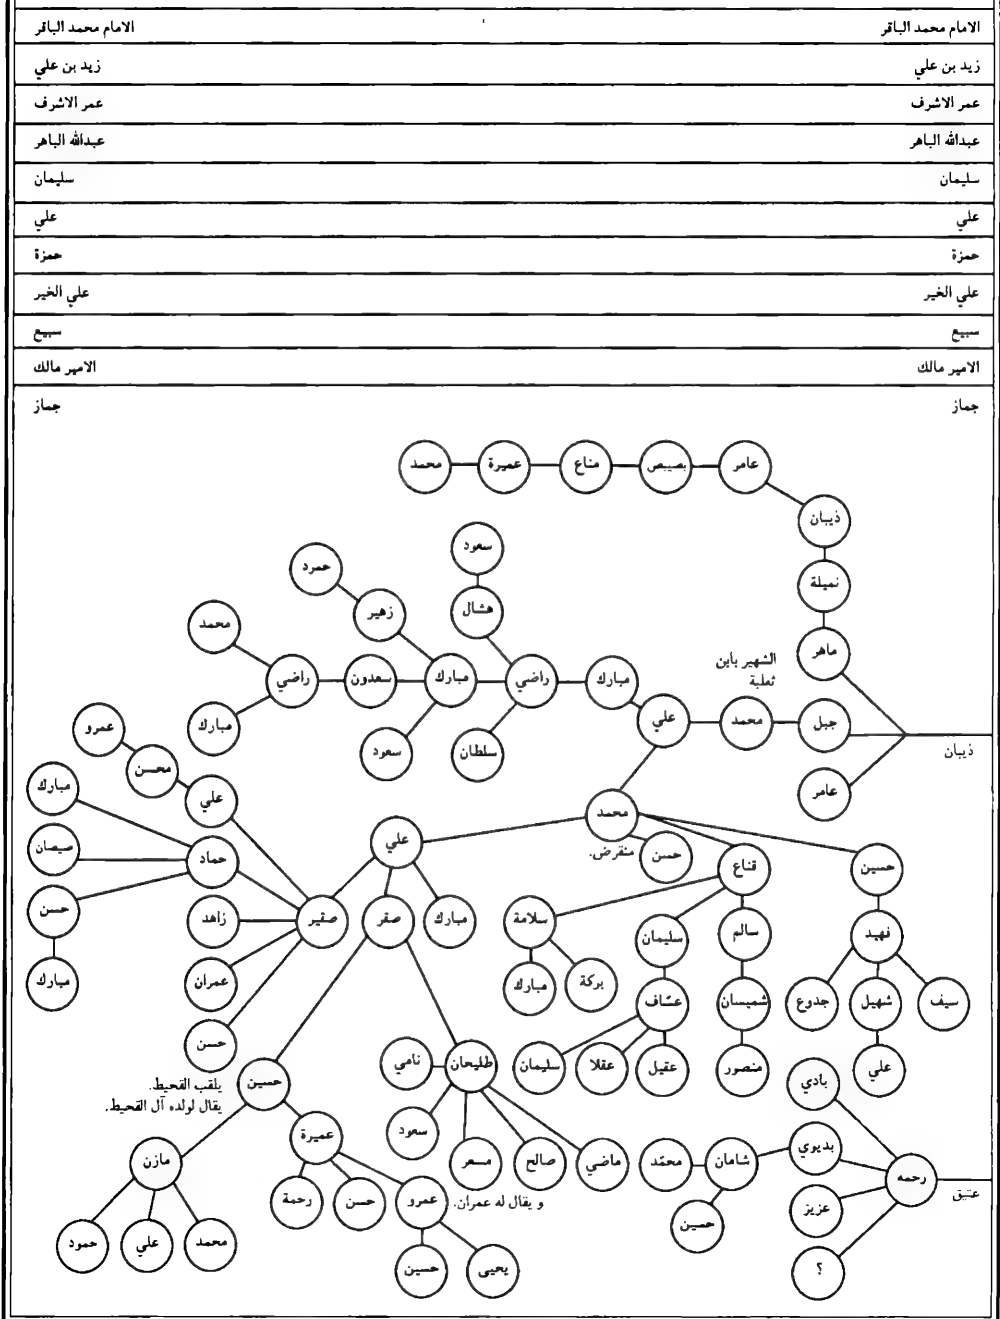 الامام محمد الباقر الامام محمد الباقر
زيد بن علي زيد بن علي
عمر الاشرف عمر الاشرف
عبدالله الباهر عبدالله الباهر
سليمان سليمان
علي علي
حمزة حمزة
علي الخير علي الخير
سبيع سبيع
الامير مالك الامير مالك
جماز جماز
عامر
بصيبص
مناع
عميرة
محمد
ذيبان
نميلة
ماهر
سعود
هشال
حمرد
زهير
محمد
الشهير بابن
ثعلبة
ذيبان
جبل
محمد
علي
مبارك
راضي
مبارك
سعدون
راضي
مبارك
سلطان
سعود
عامر
محمد
منقرض.
حسن
قناع
حسين
علي
عمرو
محسن
علي
مبارك
صيصان
حسن
مبارك
حماد
زاهد
عمران
حسن
صقير
صقر
مبارك
سلامة
مبارك
بركة
سليمان
عساف
سليمان
عقلا
عقيل
سالم
شميسان
منصور
فهيد
جدوع
شهيل
سيف
علي
يلقب القحيط.
يقال لولده آل القحيط.
حسين
نامي
طليحان
سعود
مسعر
صالح
ماضي
عميرة
مازن
رحمة
حسن
عمرو
و يقال له عمران.
حمود
علي
محمد
حسين
يحيى
عتيق
رحمه
بادي
بديوي
عزيز
؟
شامان
محمد
حسين